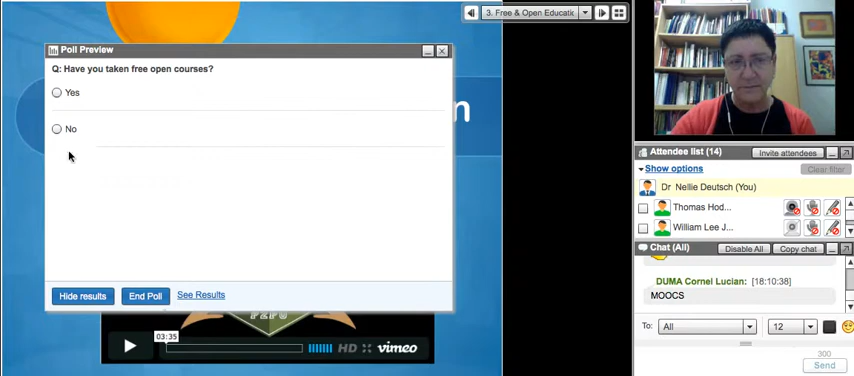 3. Free & Open Educatio
Poll Preview
Q: Have you taken free open courses?
Yes
No
n
Hide results
End Poll
See Results
P2PU
03:35
HD
vimeo
Attendee list (14)
Invite attendees
Show options
Clear filter
Dr Nellie Deutsch (You)
Thomas Hod...
William Lee J...
Chat (All)
Disable All
Copy chat
DUMA Cornel Lucian: [18:10:38]
MOOCS
To:
All
12
300
Send